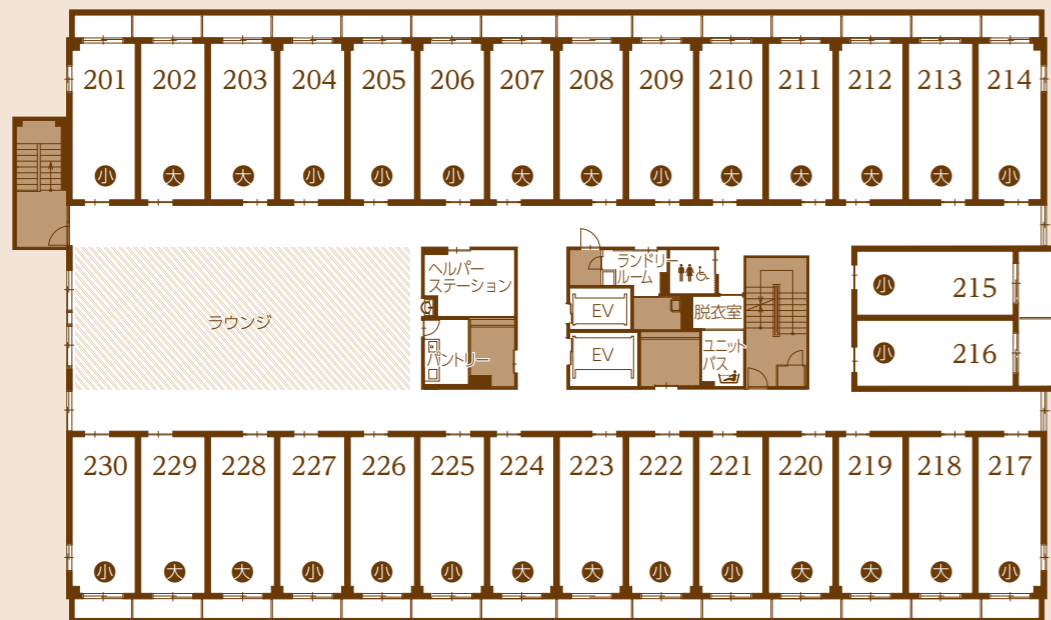 201 202 203 204 205 206 207 208 209 210 211 212 213 214
小 大 大 小 小 小 大 大 小 大 大 大 大 小
ヘルパー
ステーション
ランドリー
ルーム
ラウンジ
EV
脱衣室
小 215
パントリー
EV
ユニット
バス
小 216
230 229 228 227 226 225 224 223 222 221 220 219 218 217
小 大 大 小 小 小 大 大 小 小 大 大 大 小